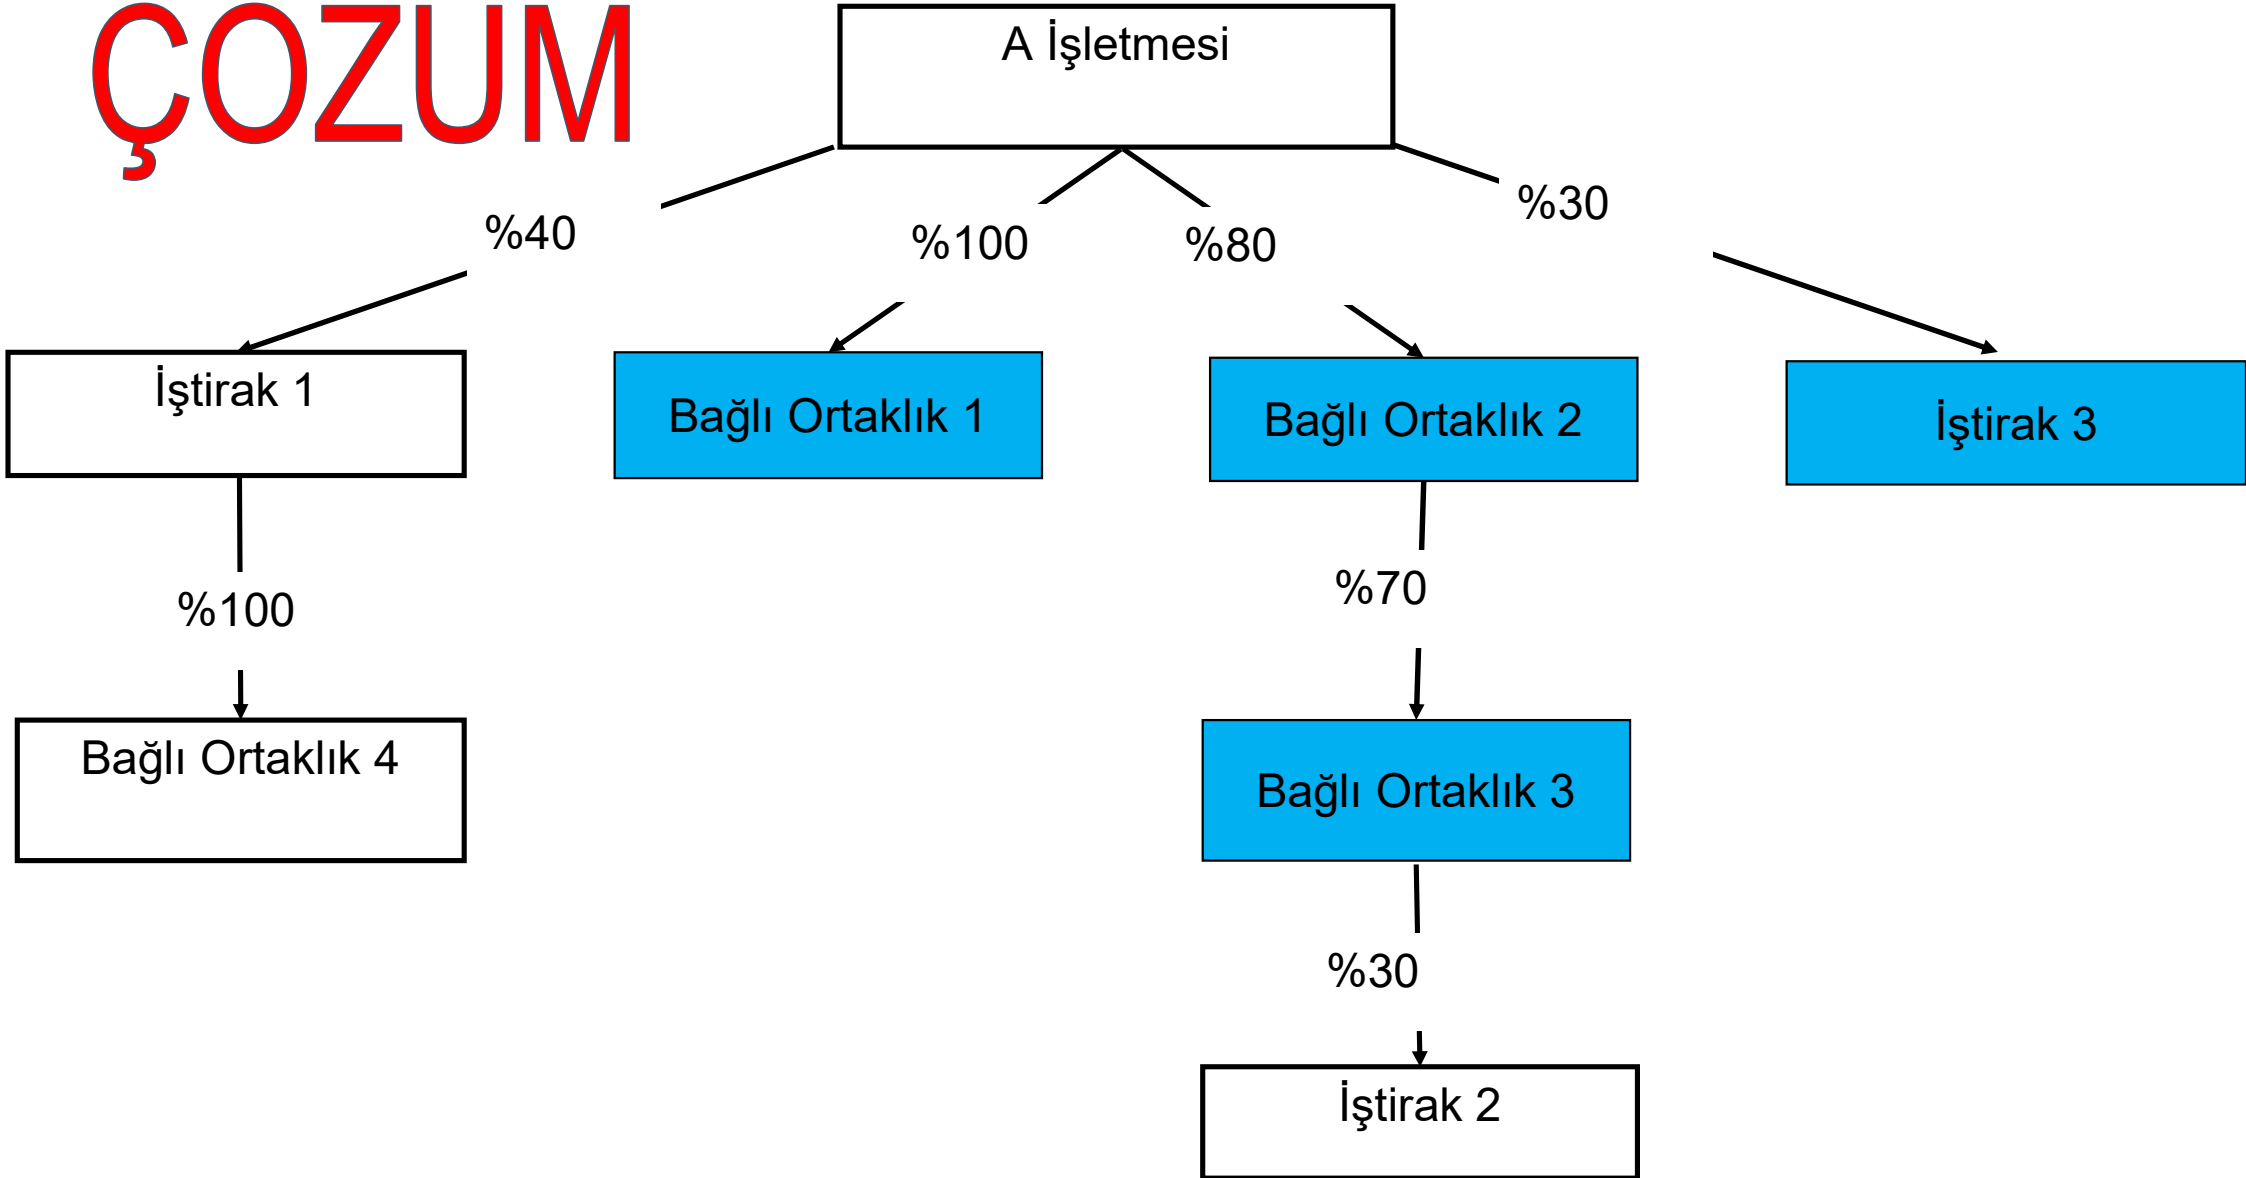 ÇOZUM
A İşletmesi
%40
%100
%80
%30
İştirak 1
Bağlı Ortaklık 1
Bağlı Ortaklık 2
İştirak 3
%100
%70
Bağlı Ortaklık 4
Bağlı Ortaklık 3
%30
İştirak 2